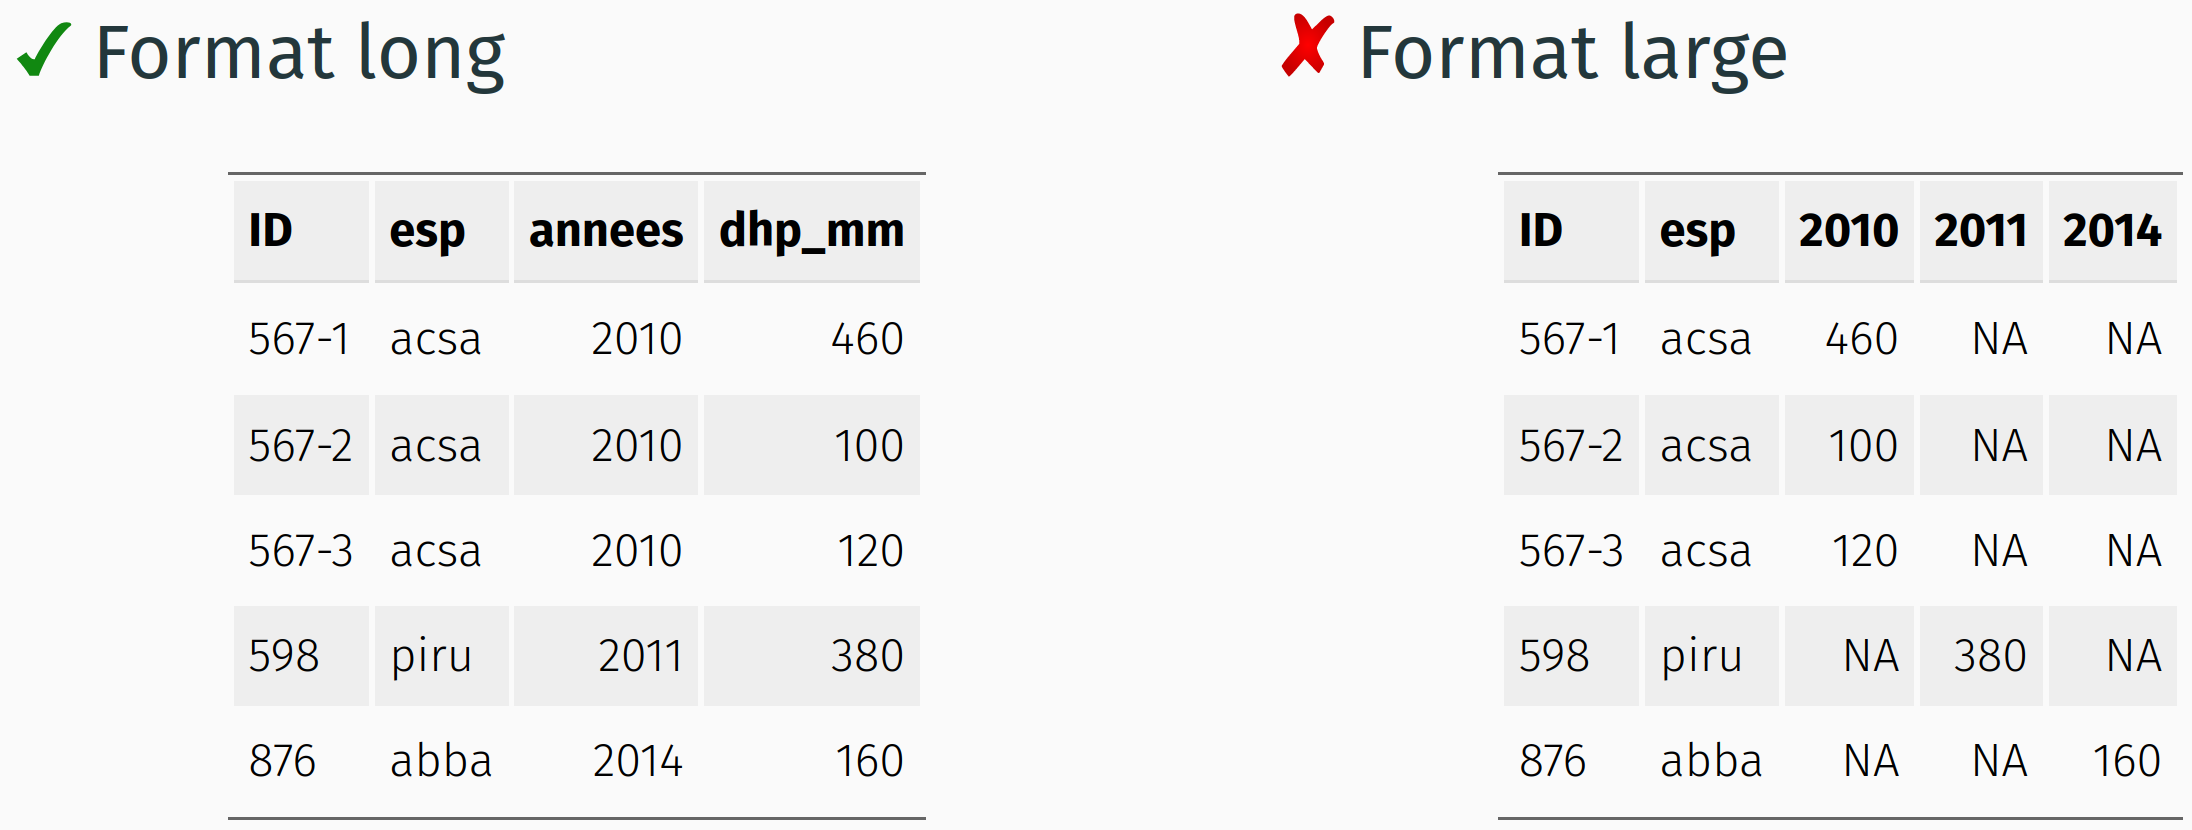 ✓ Format long
ID esp annees dhp_mm
567-1 acsa 2010 460
567-2 acsa 2010 100
567-3 acsa 2010 120
598 piru 2011 380
876 abba 2014 160
✗ Format large
ID esp 2010 2011 2014
567-1 acsa 460 NA NA
567-2 acsa 100 NA NA
567-3 acsa 120 NA NA
598 piru NA 380 NA
876 abba NA NA 160